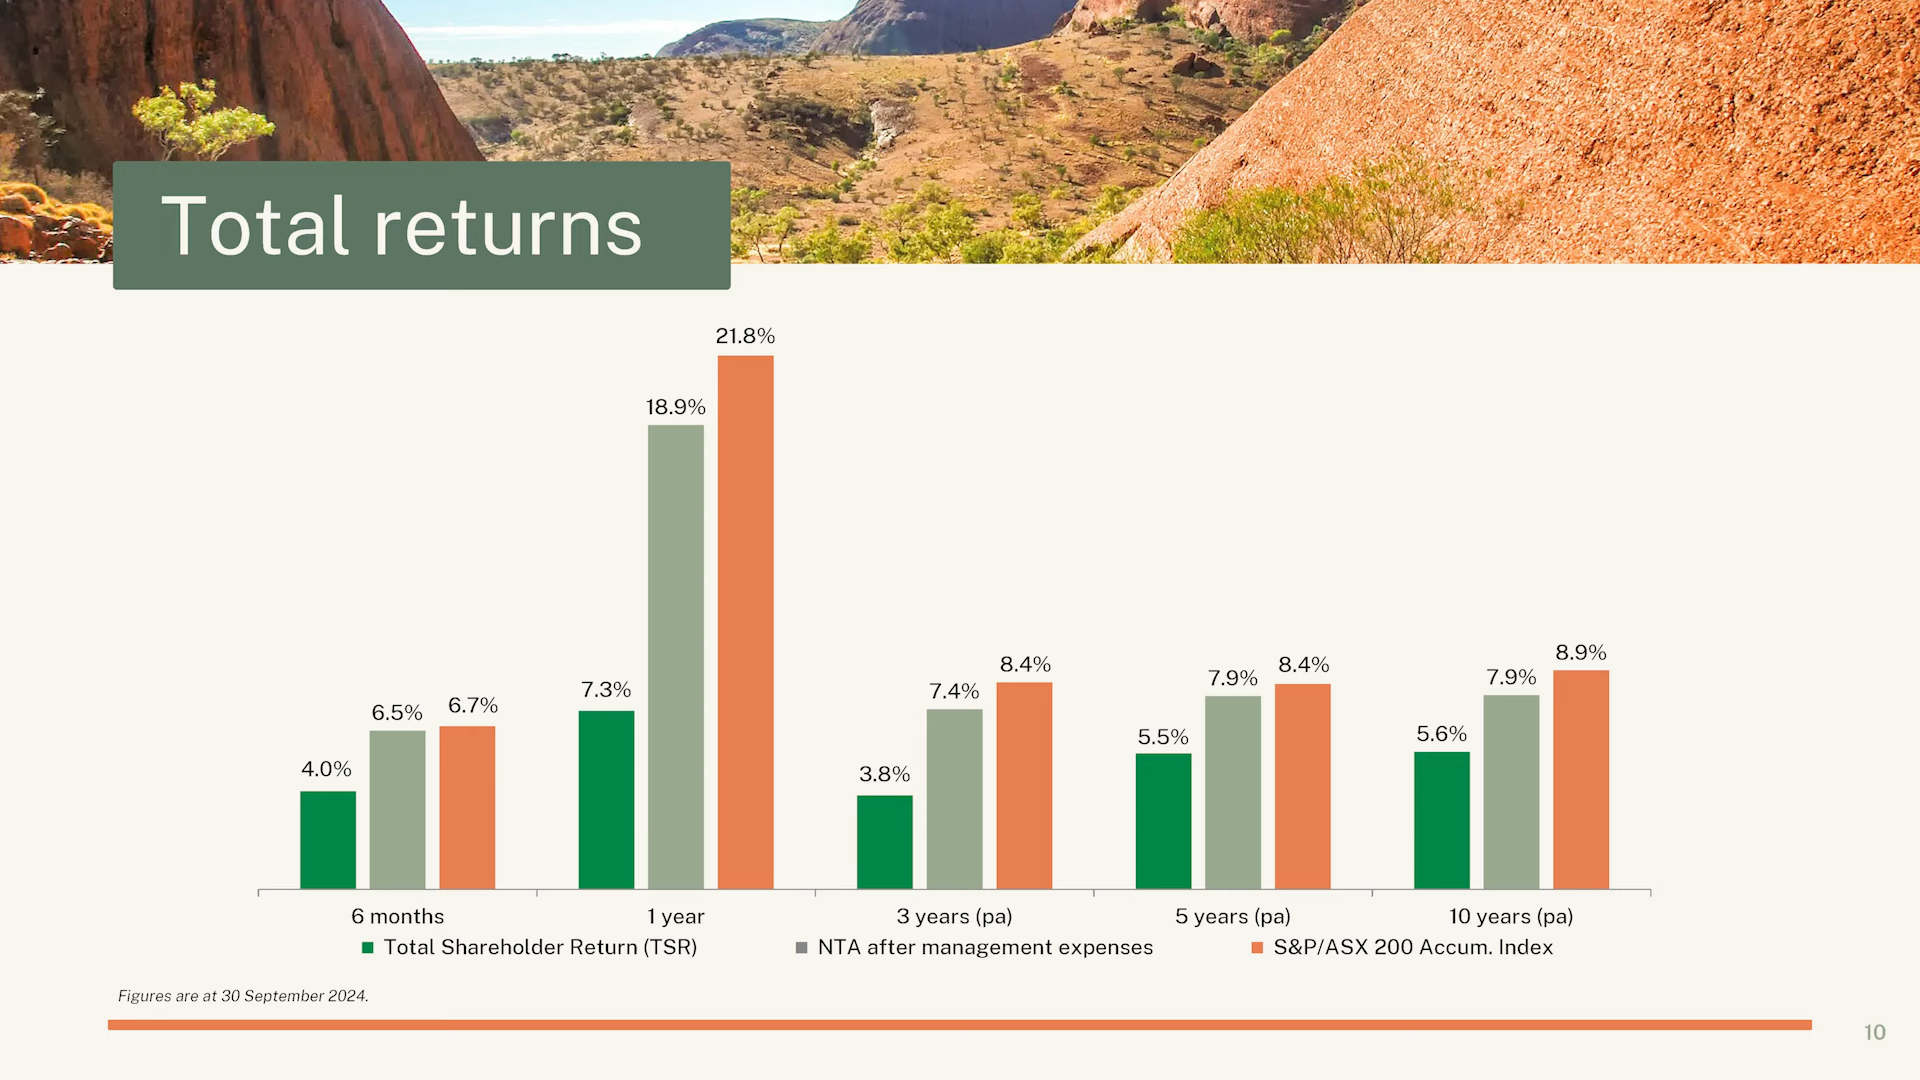 Total returns
21.8%
18.9%
7.3%
6.5%
6.7%
4.0%
3.8%
7.4%
8.4%
5.5%
7.9%
8.4%
5.6%
7.9%
8.9%
6 months
1 year
3 years (pa)
5 years (pa)
10 years (pa)
Total Shareholder Return (TSR)
NTA after management expenses
S&P/ASX 200 Accum. Index
Figures are at 30 September 2024.
10